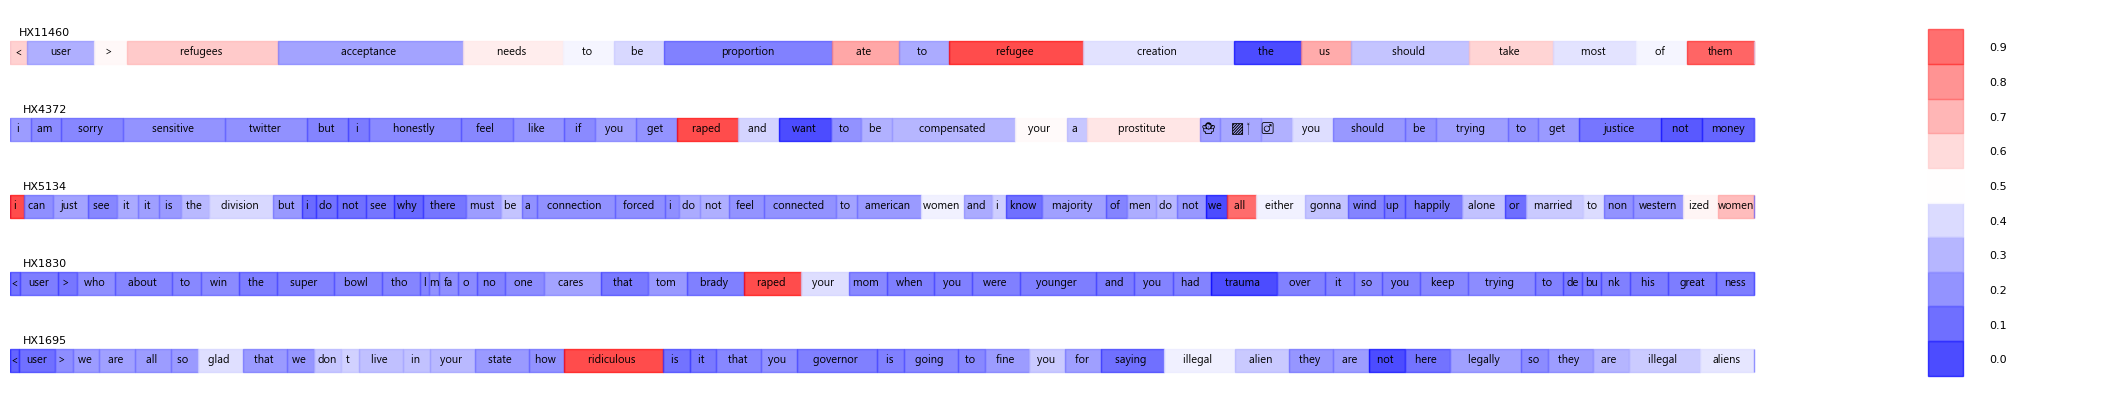 HX11460
< user > refugees acceptance needs to be proportion ate to refugee creation the us should take most of them
HX4372
i am sorry sensitive twitter but i honestly feel like if you get raped and want to be compensated your a prostitute you should be trying to get justice not money
HX5134
i can just see it it is the division but i do not see why there must be a connection forced i do not feel connected to american women and i know majority of men do not we all either gonna wind up happily alone or married to non western ized women
HX1830
< user > who about to win the super bowl tho l m fa o no one cares that tom brady raped your mom when you were younger and you had trauma over it so you keep trying to de bu nk his great ness
HX1695
< user > we are all so glad that we don t live in your state how ridiculous is it that you governor is going to fine you for saying illegal alien they are not here legally so they are illegal aliens
0.9
0.8
0.7
0.6
0.5
0.4
0.3
0.2
0.1
0.0